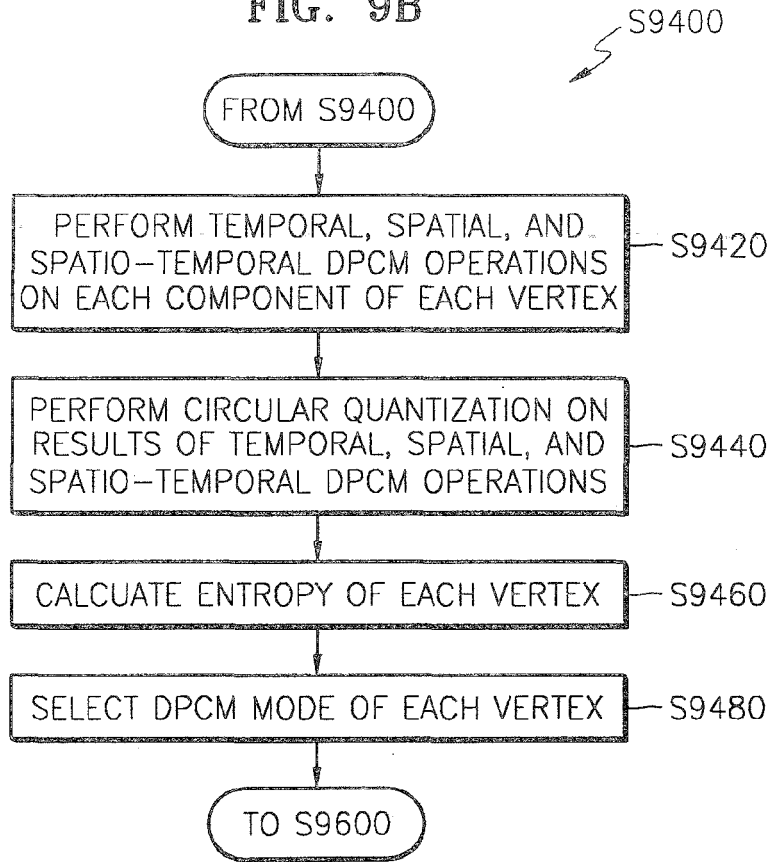 FIG. 9B
S9400
FROM S9400
PERFORM TEMPORAL, SPATIAL, AND
SPATIO-TEMPORAL DPCM OPERATIONS
ON EACH COMPONENT OF EACH VERTEX
S9420
PERFORM CIRCULAR QUANTIZATION ON
RESULTS OF TEMPORAL, SPATIAL, AND
SPATIO-TEMPORAL DPCM OPERATIONS
S9440
CALCUATE ENTROPY OF EACH VERTEX
S9460
SELECT DPCM MODE OF EACH VERTEX
S9480
TO S9600